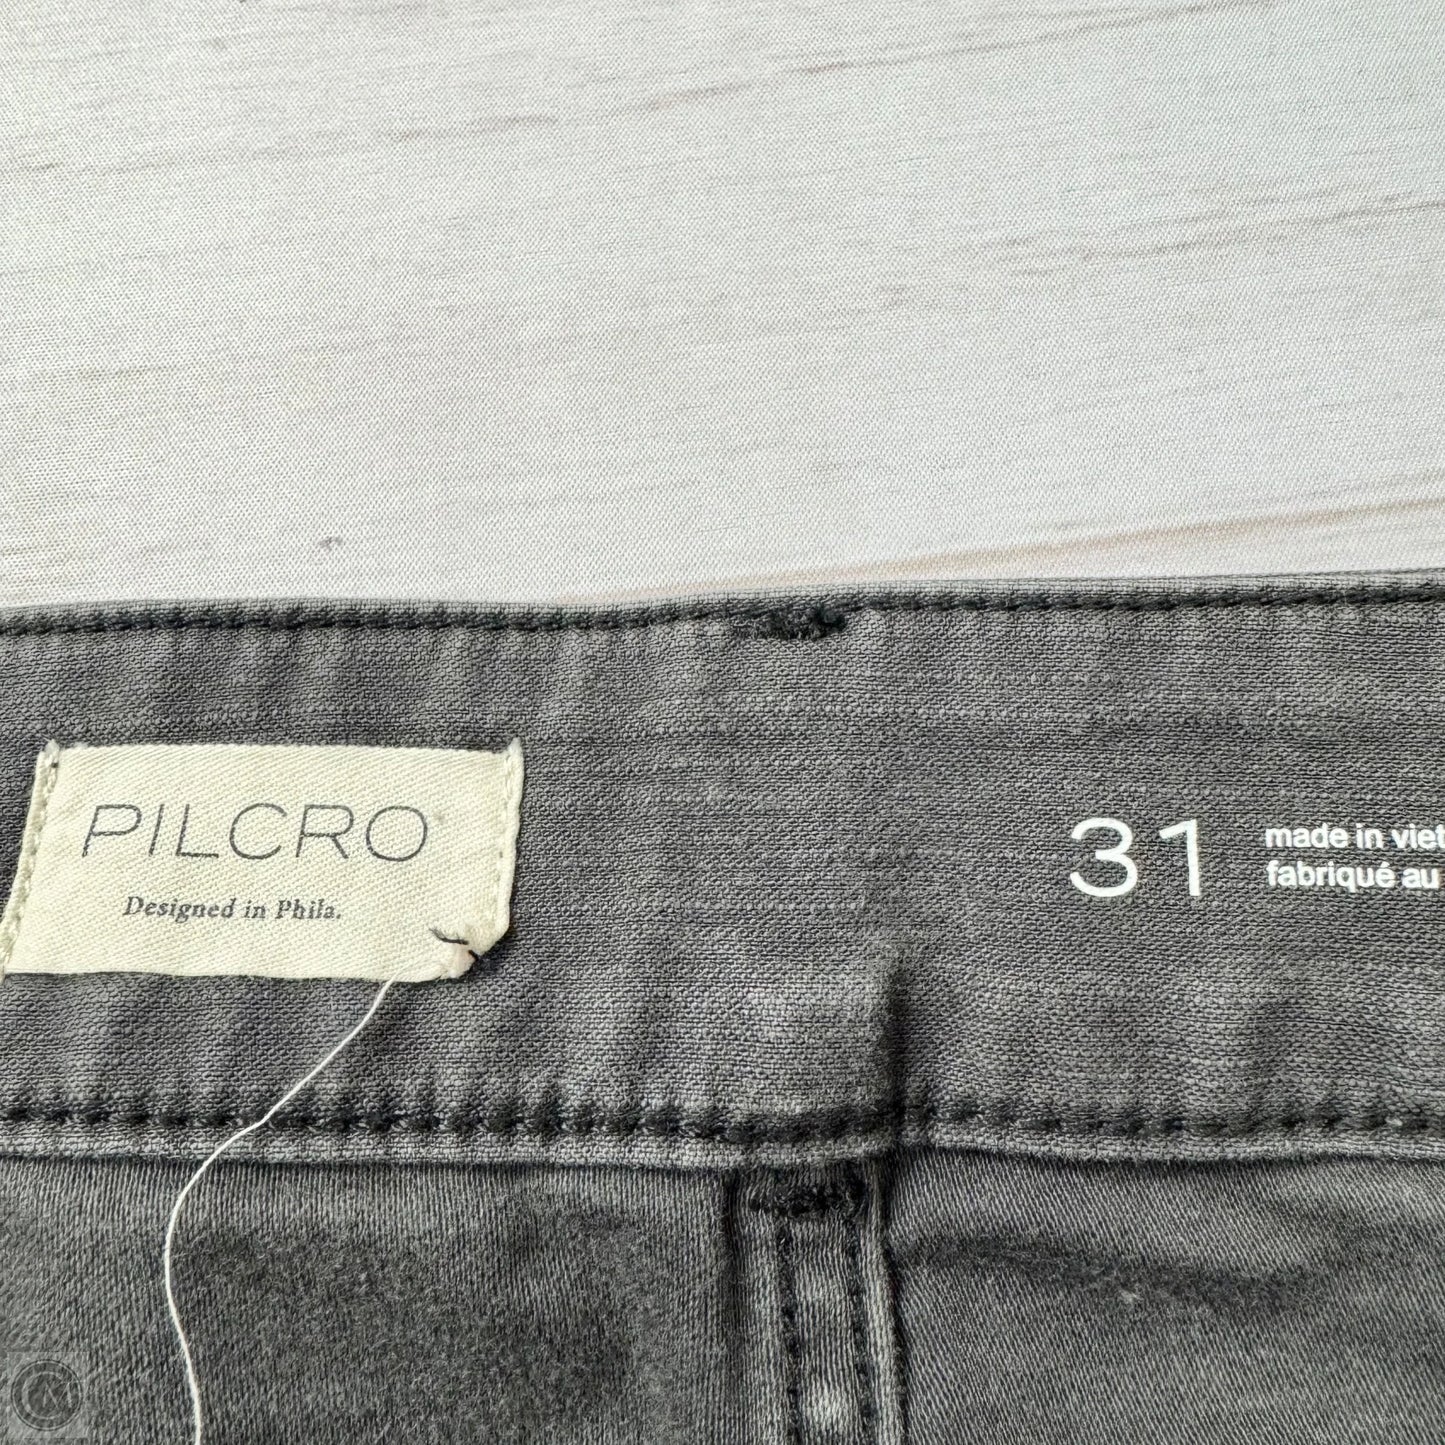 PILCRO
Designed in Phila.
31
made in viet
fabriqué au